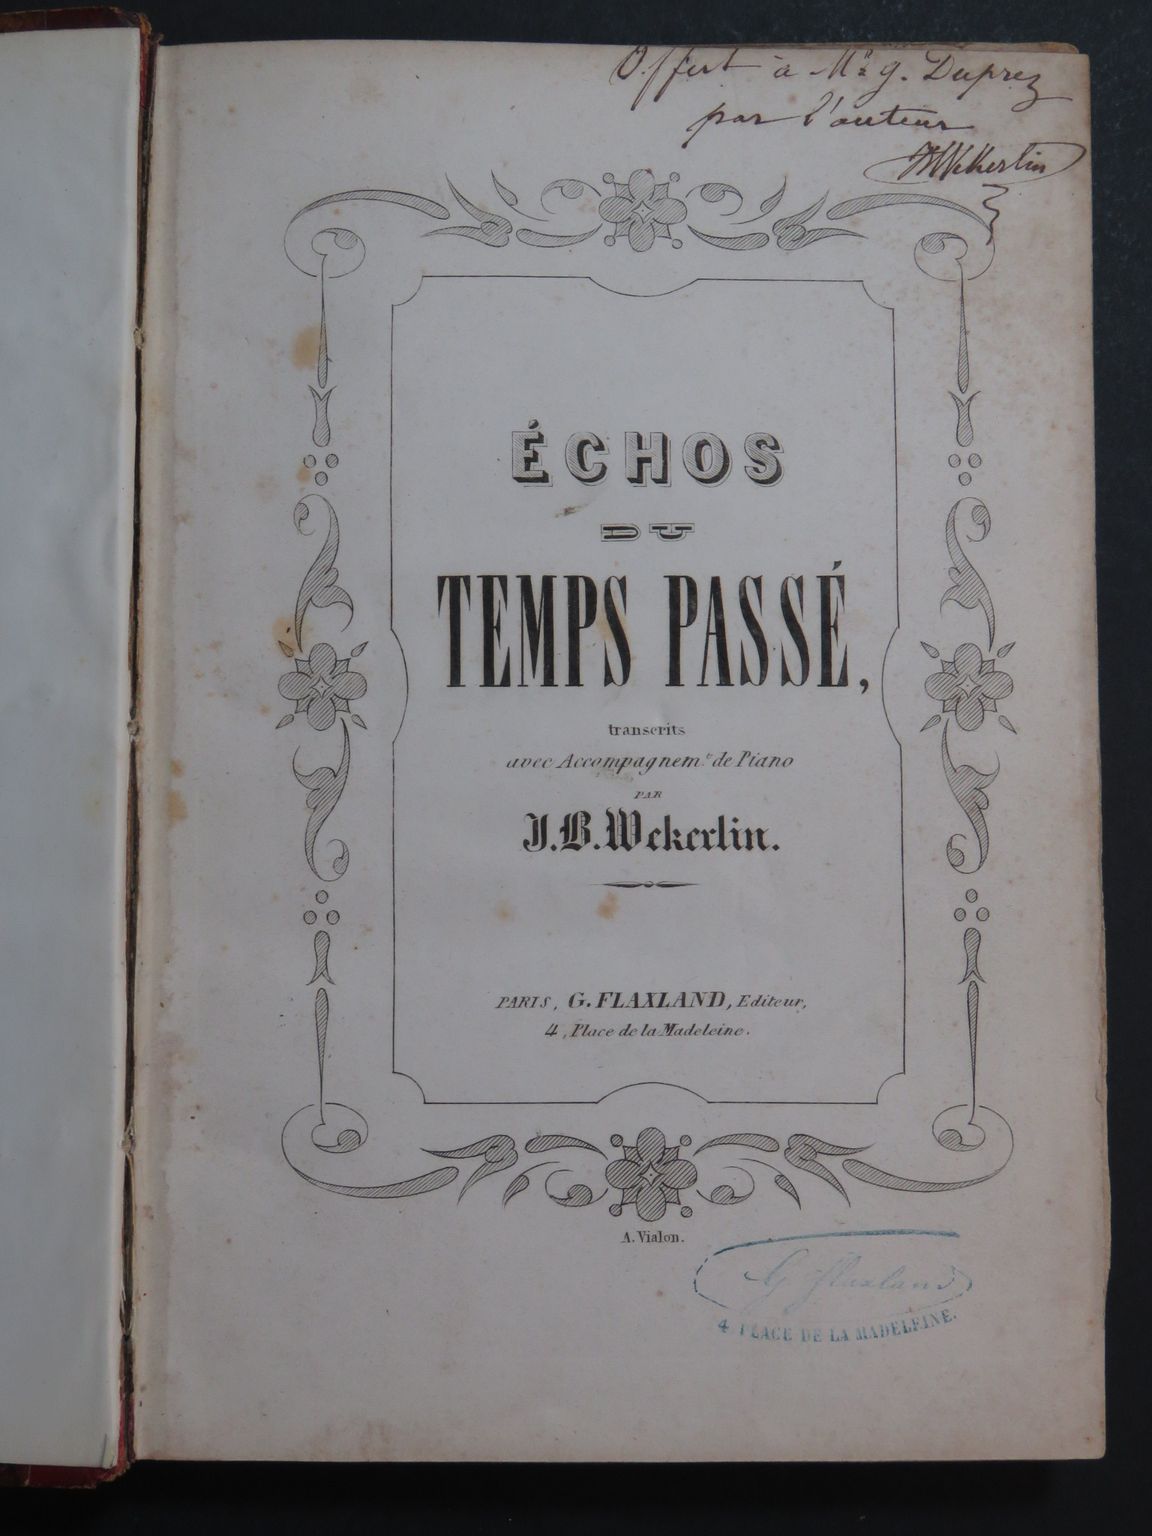 Offert à Mr G. Duprez
par l'auteur
JBWekerlin
ÉCHOS
DU
TEMPS PASSÉ,
transcrits
avec Accompagnem.t de Piano
PAR
J.B. Wekerlin.
PARIS, G. FLAXLAND, Editeur,
4, Place de la Madeleine.
A. Vialon.
G. Flaxland
4, PLACE DE LA MADELEINE.